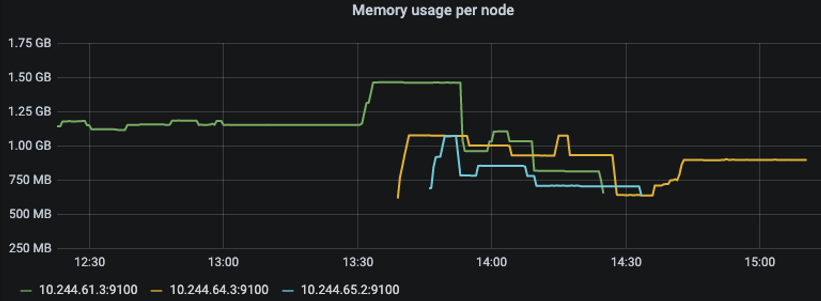 Memory usage per node
1.75 GB
1.50 GB
1.25 GB
1.00 GB
750 MB
500 MB
250 MB
12:30 13:00 13:30 14:00 14:30 15:00
10.244.61.3:9100 10.244.64.3:9100 10.244.65.2:9100